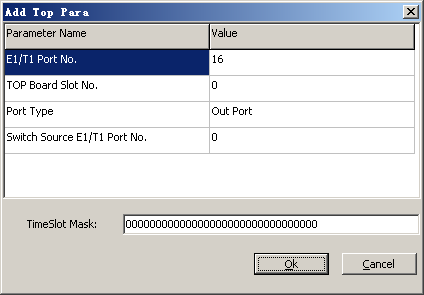 Add Top Para
Parameter Name Value
E1/T1 Port No. 16
TOP Board Slot No. 0
Port Type Out Port
Switch Source E1/T1 Port No. 0
TimeSlot Mask: 00000000000000000000000000000000
Ok Cancel